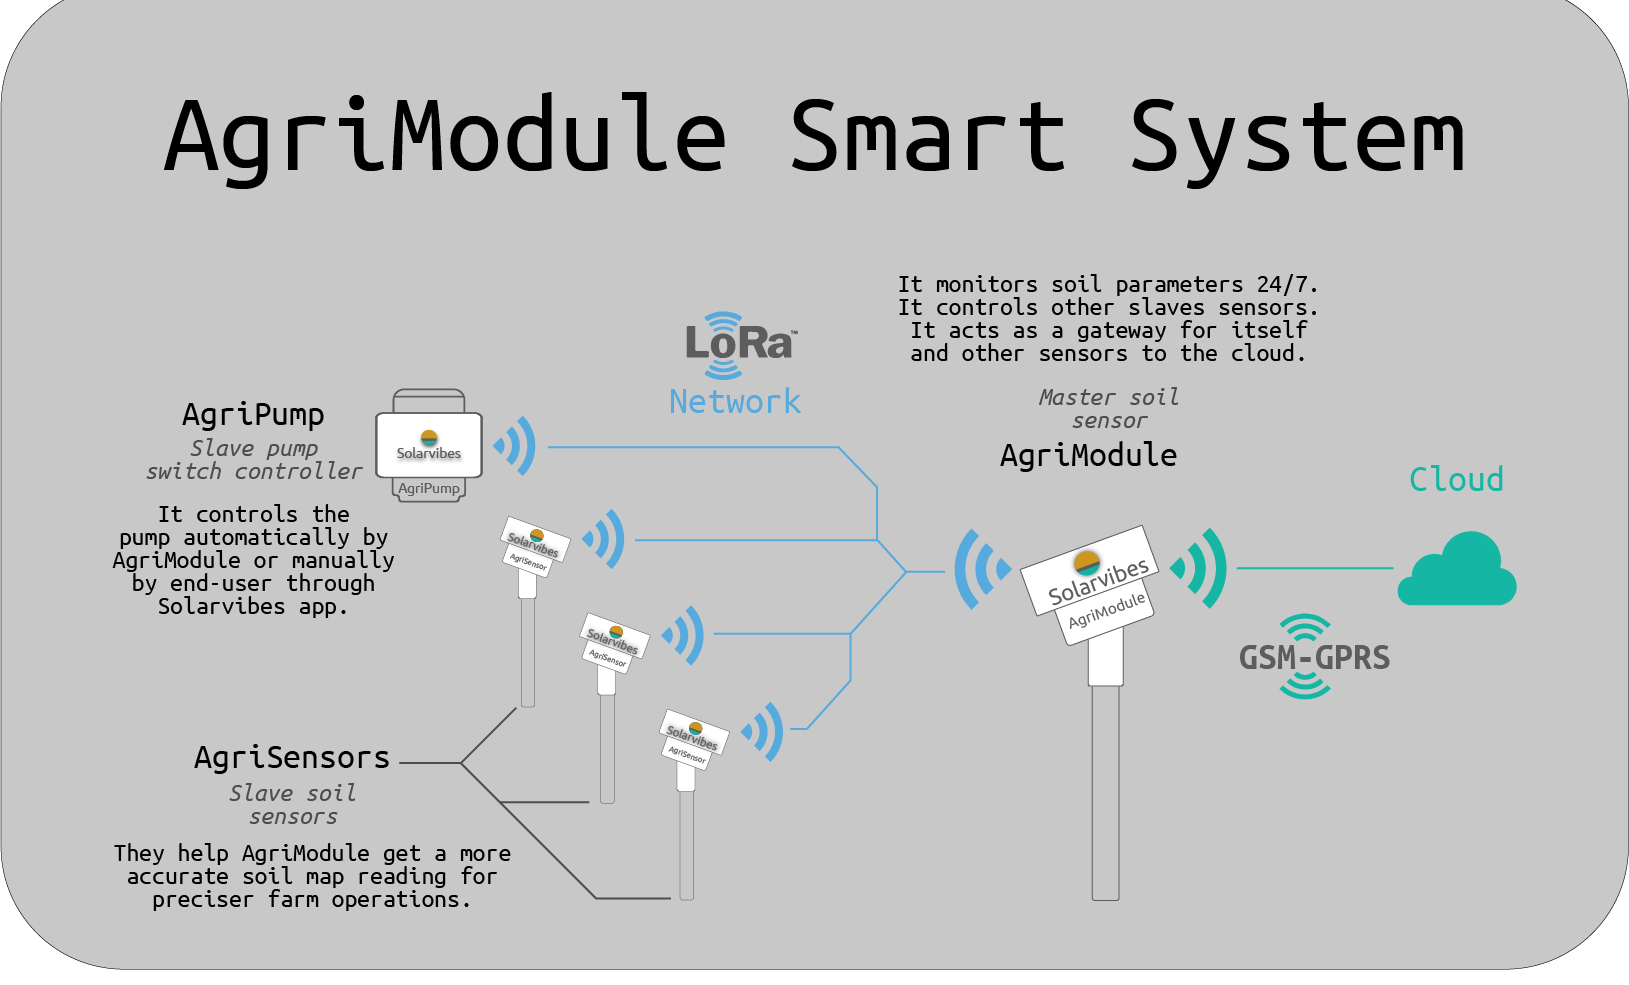 AgriModule Smart System
It monitors soil parameters 24/7.
It controls other slaves sensors.
It acts as a gateway for itself
and other sensors to the cloud.
LoRa™
Network
Master soil
sensor
AgriModule
AgriPump
Slave pump
switch controller
Solarvibes
AgriPump
It controls the
pump automatically by
AgriModule or manually
by end-user through
Solarvibes app.
Cloud
Solarvibes
AgriSensor
Solarvibes
AgriModule
Solarvibes
AgriSensor
GSM-GPRS
Solarvibes
AgriSensor
AgriSensors
Slave soil
sensors
They help AgriModule get a more
accurate soil map reading for
preciser farm operations.